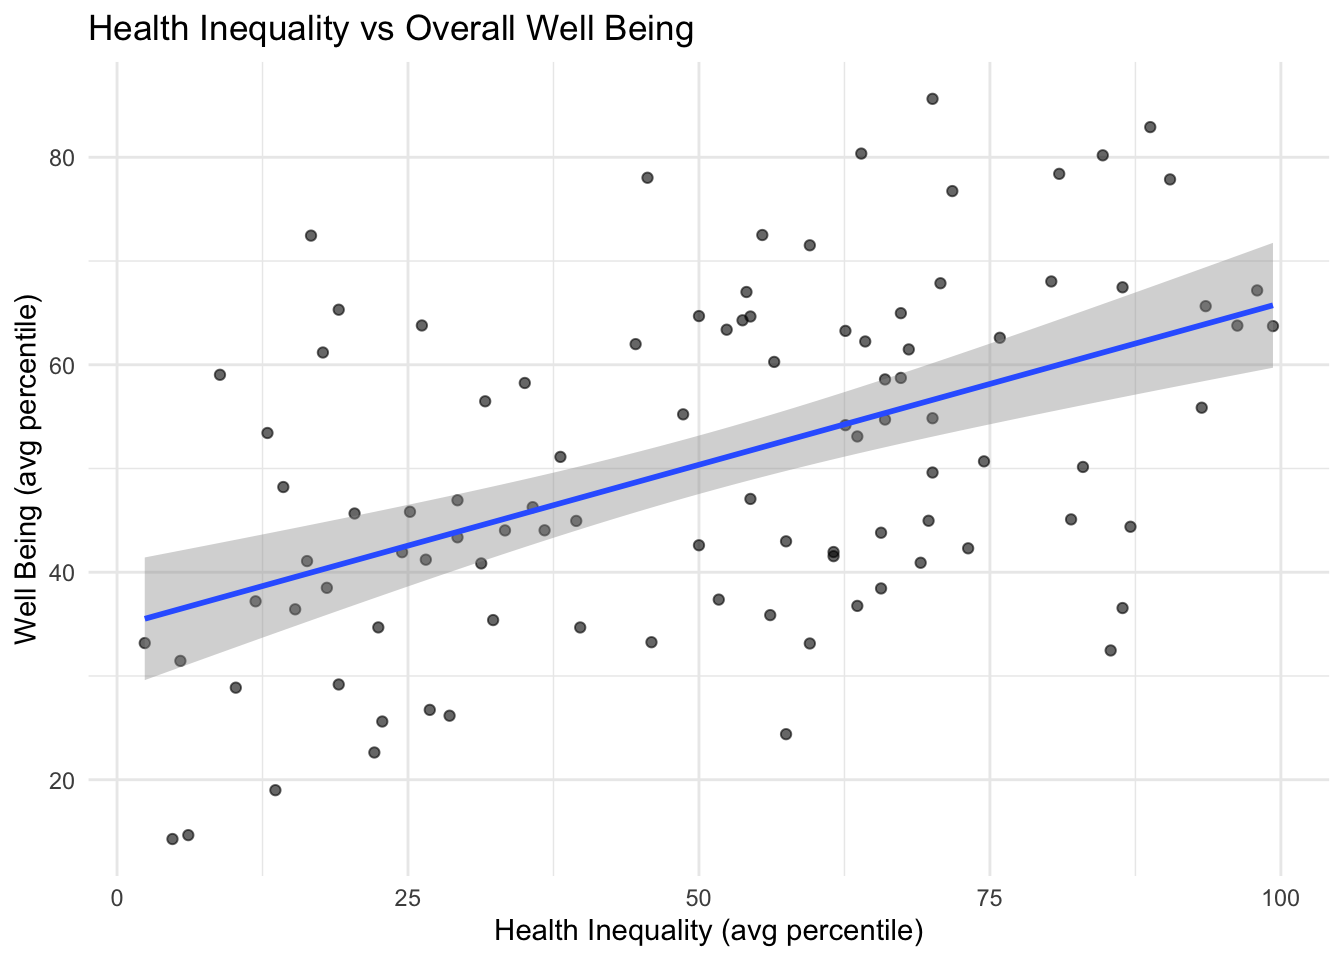 Health Inequality vs Overall Well Being
Well Being (avg percentile)
80
60
40
20
0 25 50 75 100
Health Inequality (avg percentile)